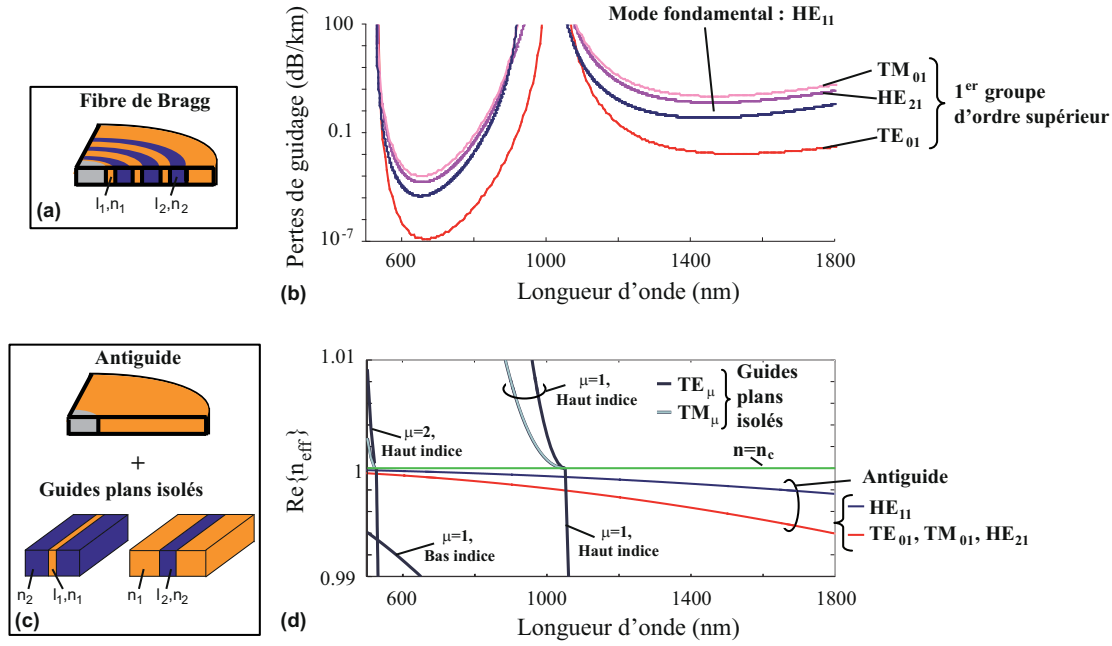 Fibre de Bragg
l1,n1
l2,n2
(a)
Pertes de guidage (dB/km)
100
0.1
10-7
600
1000
1400
1800
Longueur d'onde (nm)
(b)
Mode fondamental : HE11
TM01
HE21
TE01
1er groupe
d'ordre supérieur
Antiguide
+
Guides plans isolés
n2
l1,n1
n1
l2,n2
(c)
Re{neff}
1.01
1
0.99
600
1000
1400
1800
Longueur d'onde (nm)
(d)
μ=1,
Haut indice
TEμ
TMμ
Guides
plans
isolés
μ=2,
Haut indice
n=nc
μ=1,
Bas indice
μ=1,
Haut indice
Antiguide
HE11
TE01, TM01, HE21